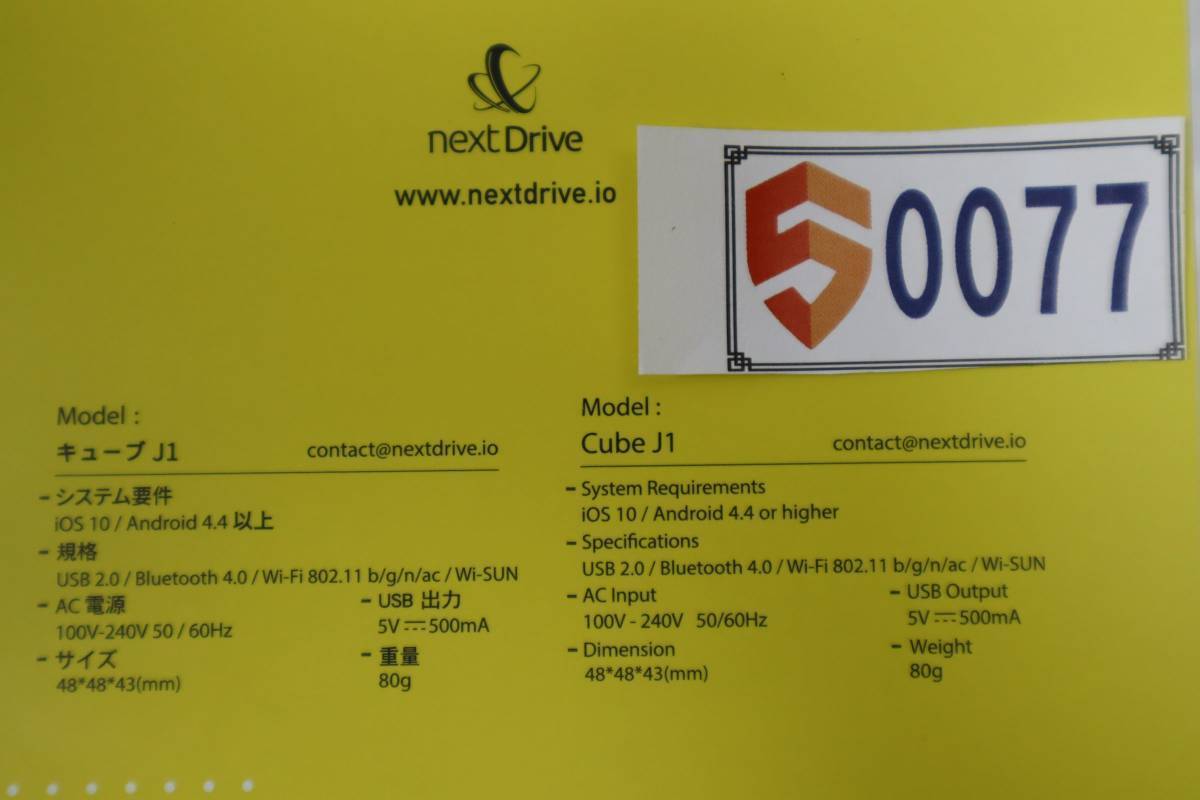 next Drive
www.nextdrive.io
0077
Model :
キューブ J1 contact@nextdrive.io
- システム要件
iOS 10 / Android 4.4 以上
- 規格
USB 2.0 / Bluetooth 4.0 / Wi-Fi 802.11 b/g/n/ac / Wi-SUN
- AC 電源 - USB 出力
100V-240V 50 / 60Hz 5V⎓500mA
- サイズ - 重量
48*48*43(mm) 80g
Model :
Cube J1 contact@nextdrive.io
- System Requirements
iOS 10 / Android 4.4 or higher
- Specifications
USB 2.0 / Bluetooth 4.0 / Wi-Fi 802.11 b/g/n/ac / Wi-SUN
- AC Input - USB Output
100V - 240V 50/60Hz 5V⎓500mA
- Dimension - Weight
48*48*43(mm) 80g